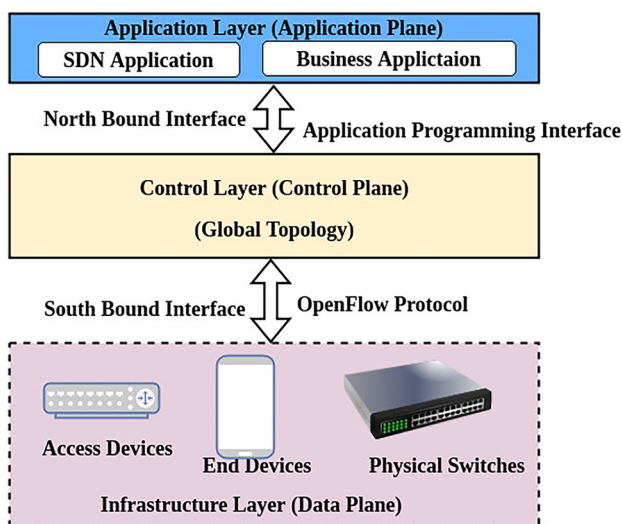 Application Layer (Application Plane)
SDN Application
Business Applictaion
North Bound Interface
Application Programming Interface
Control Layer (Control Plane)
(Global Topology)
South Bound Interface
OpenFlow Protocol
Access Devices
End Devices
Physical Switches
Infrastructure Layer (Data Plane)